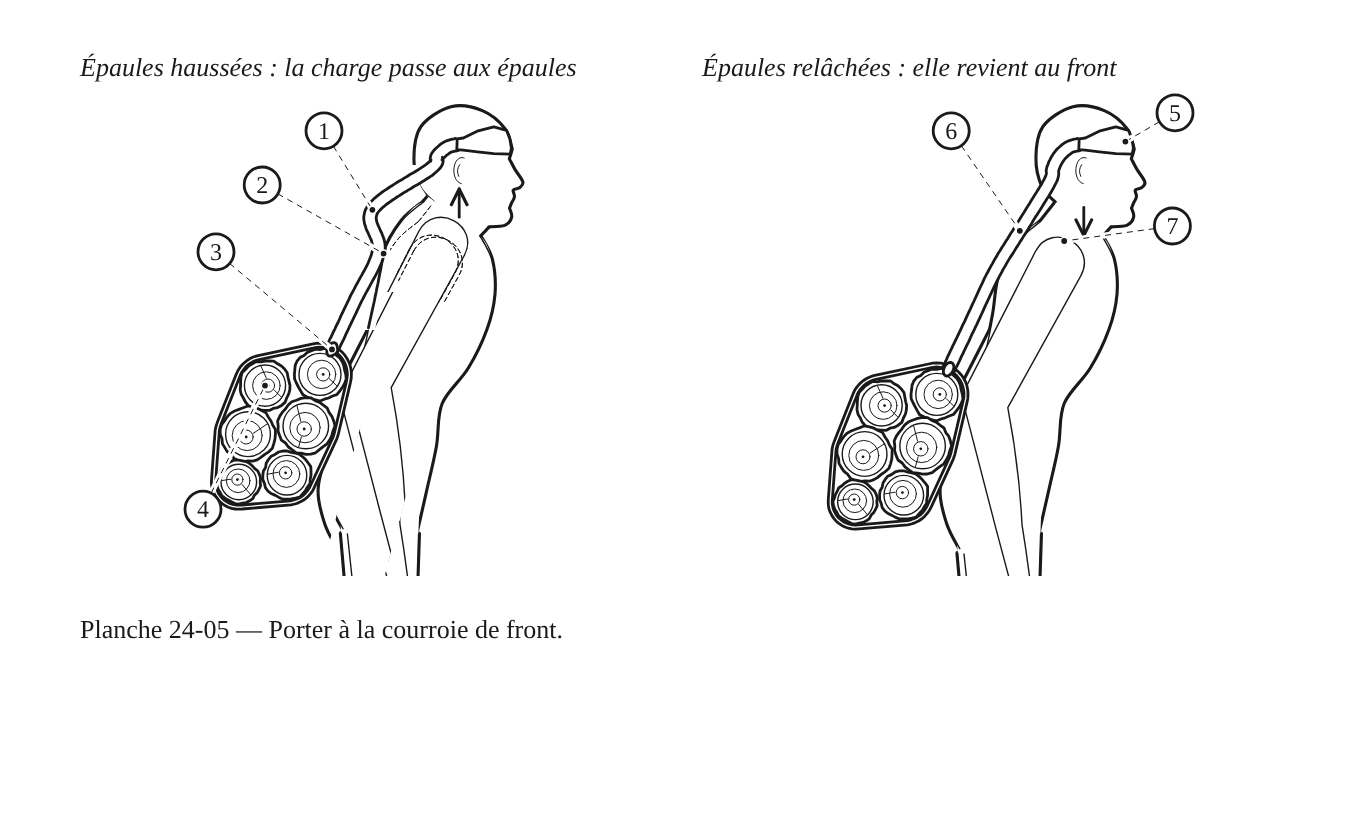 Épaules haussées : la charge passe aux épaules
Épaules relâchées : elle revient au front
1
2
3
4
5
6
7
Planche 24-05 — Porter à la courroie de front.